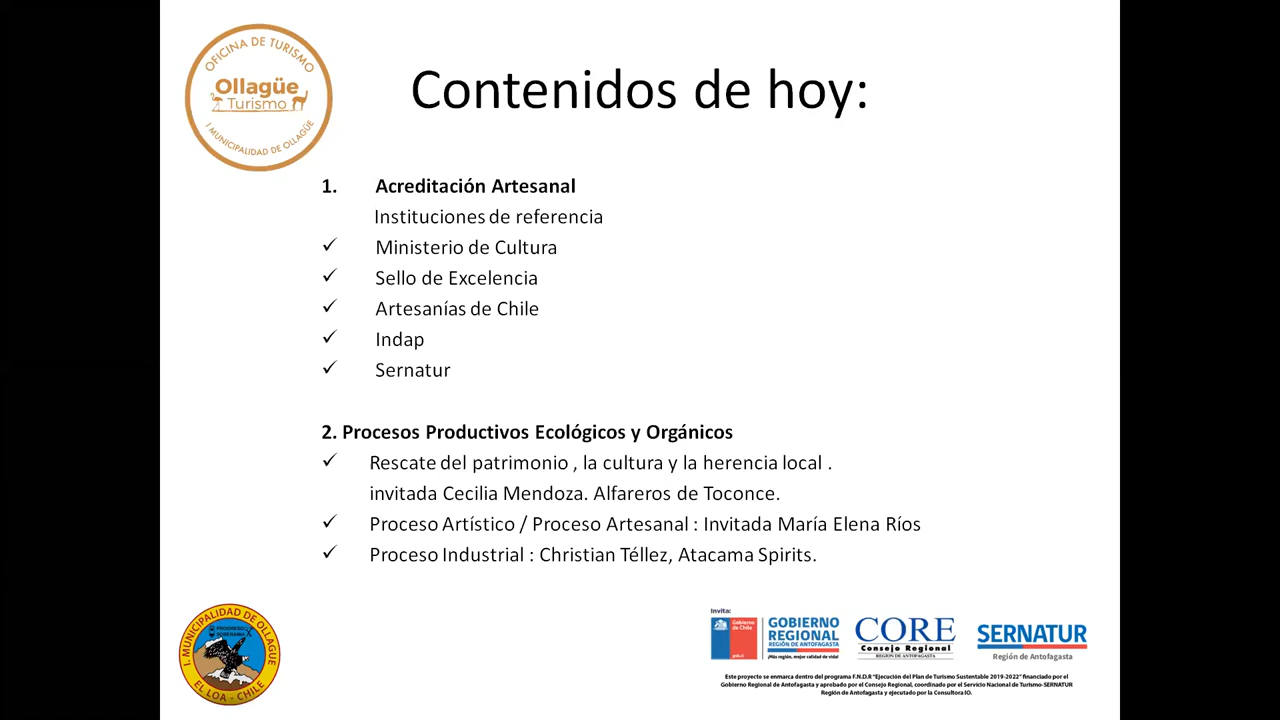 OFICINA DE TURISMO
Ollagüe
Turismo
I MUNICIPALIDAD DE OLLAGÜE
Contenidos de hoy:
1. Acreditación Artesanal
Instituciones de referencia
✓ Ministerio de Cultura
✓ Sello de Excelencia
✓ Artesanías de Chile
✓ Indap
✓ Sernatur
2. Procesos Productivos Ecológicos y Orgánicos
✓ Rescate del patrimonio , la cultura y la herencia local .
invitada Cecilia Mendoza. Alfareros de Toconce.
✓ Proceso Artístico / Proceso Artesanal : Invitada María Elena Ríos
✓ Proceso Industrial : Christian Téllez, Atacama Spirits.
I. MUNICIPALIDAD DE OLLAGUE
PROGRESO
SOBERANIA
EL LOA - CHILE
Invita:
Gobierno
de Chile
gob.cl
GOBIERNO
REGIONAL
REGIÓN DE ANTOFAGASTA
¡Más región, mejor calidad de vida!
CORE
Consejo Regional
REGIÓN DE ANTOFAGASTA
SERNATUR
Región de Antofagasta
Este proyecto se enmarca dentro del programa F.N.D.R "Ejecución del Plan de Turismo Sustentable 2019-2022" financiado por el
Gobierno Regional de Antofagasta y aprobado por el Consejo Regional, coordinado por el Servicio Nacional de Turismo-SERNATUR
Región de Antofagasta y ejecutado por la Consultora IO.